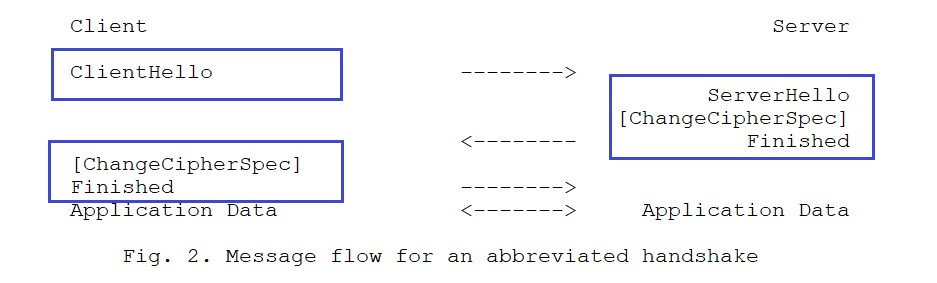 Client Server
ClientHello -------->
ServerHello
[ChangeCipherSpec]
<-------- Finished
[ChangeCipherSpec]
Finished -------->
Application Data <-------> Application Data
Fig. 2. Message flow for an abbreviated handshake